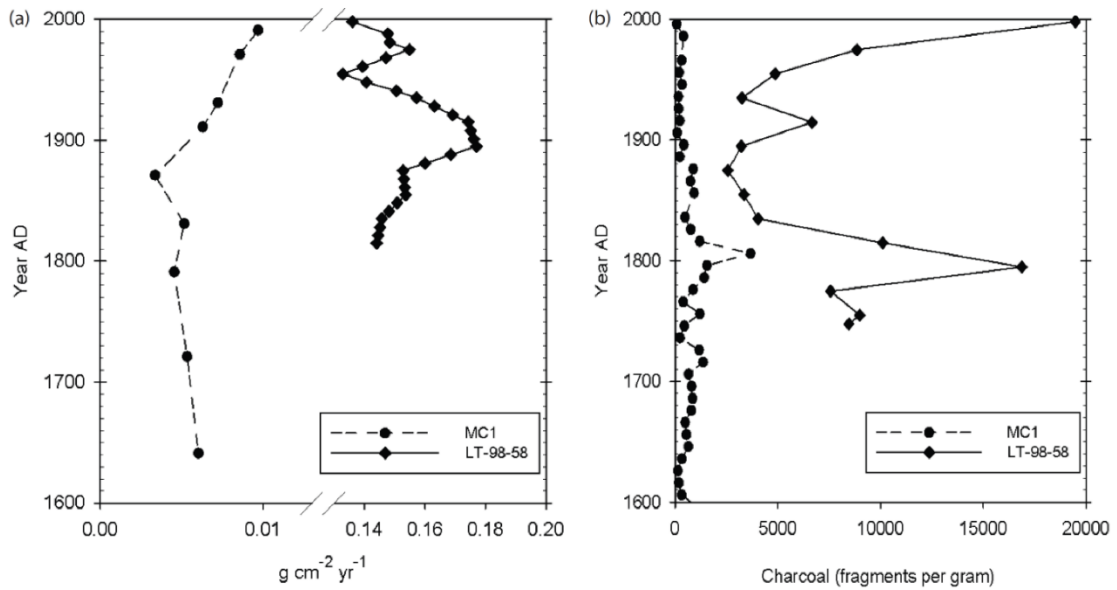 (a)
2000
1900
1800
1700
1600
Year AD
MC1
LT-98-58
0.00
0.01
0.14
0.16
0.18
0.20
g cm⁻² yr⁻¹
(b)
2000
1900
1800
1700
1600
Year AD
MC1
LT-98-58
0
5000
10000
15000
20000
Charcoal (fragments per gram)